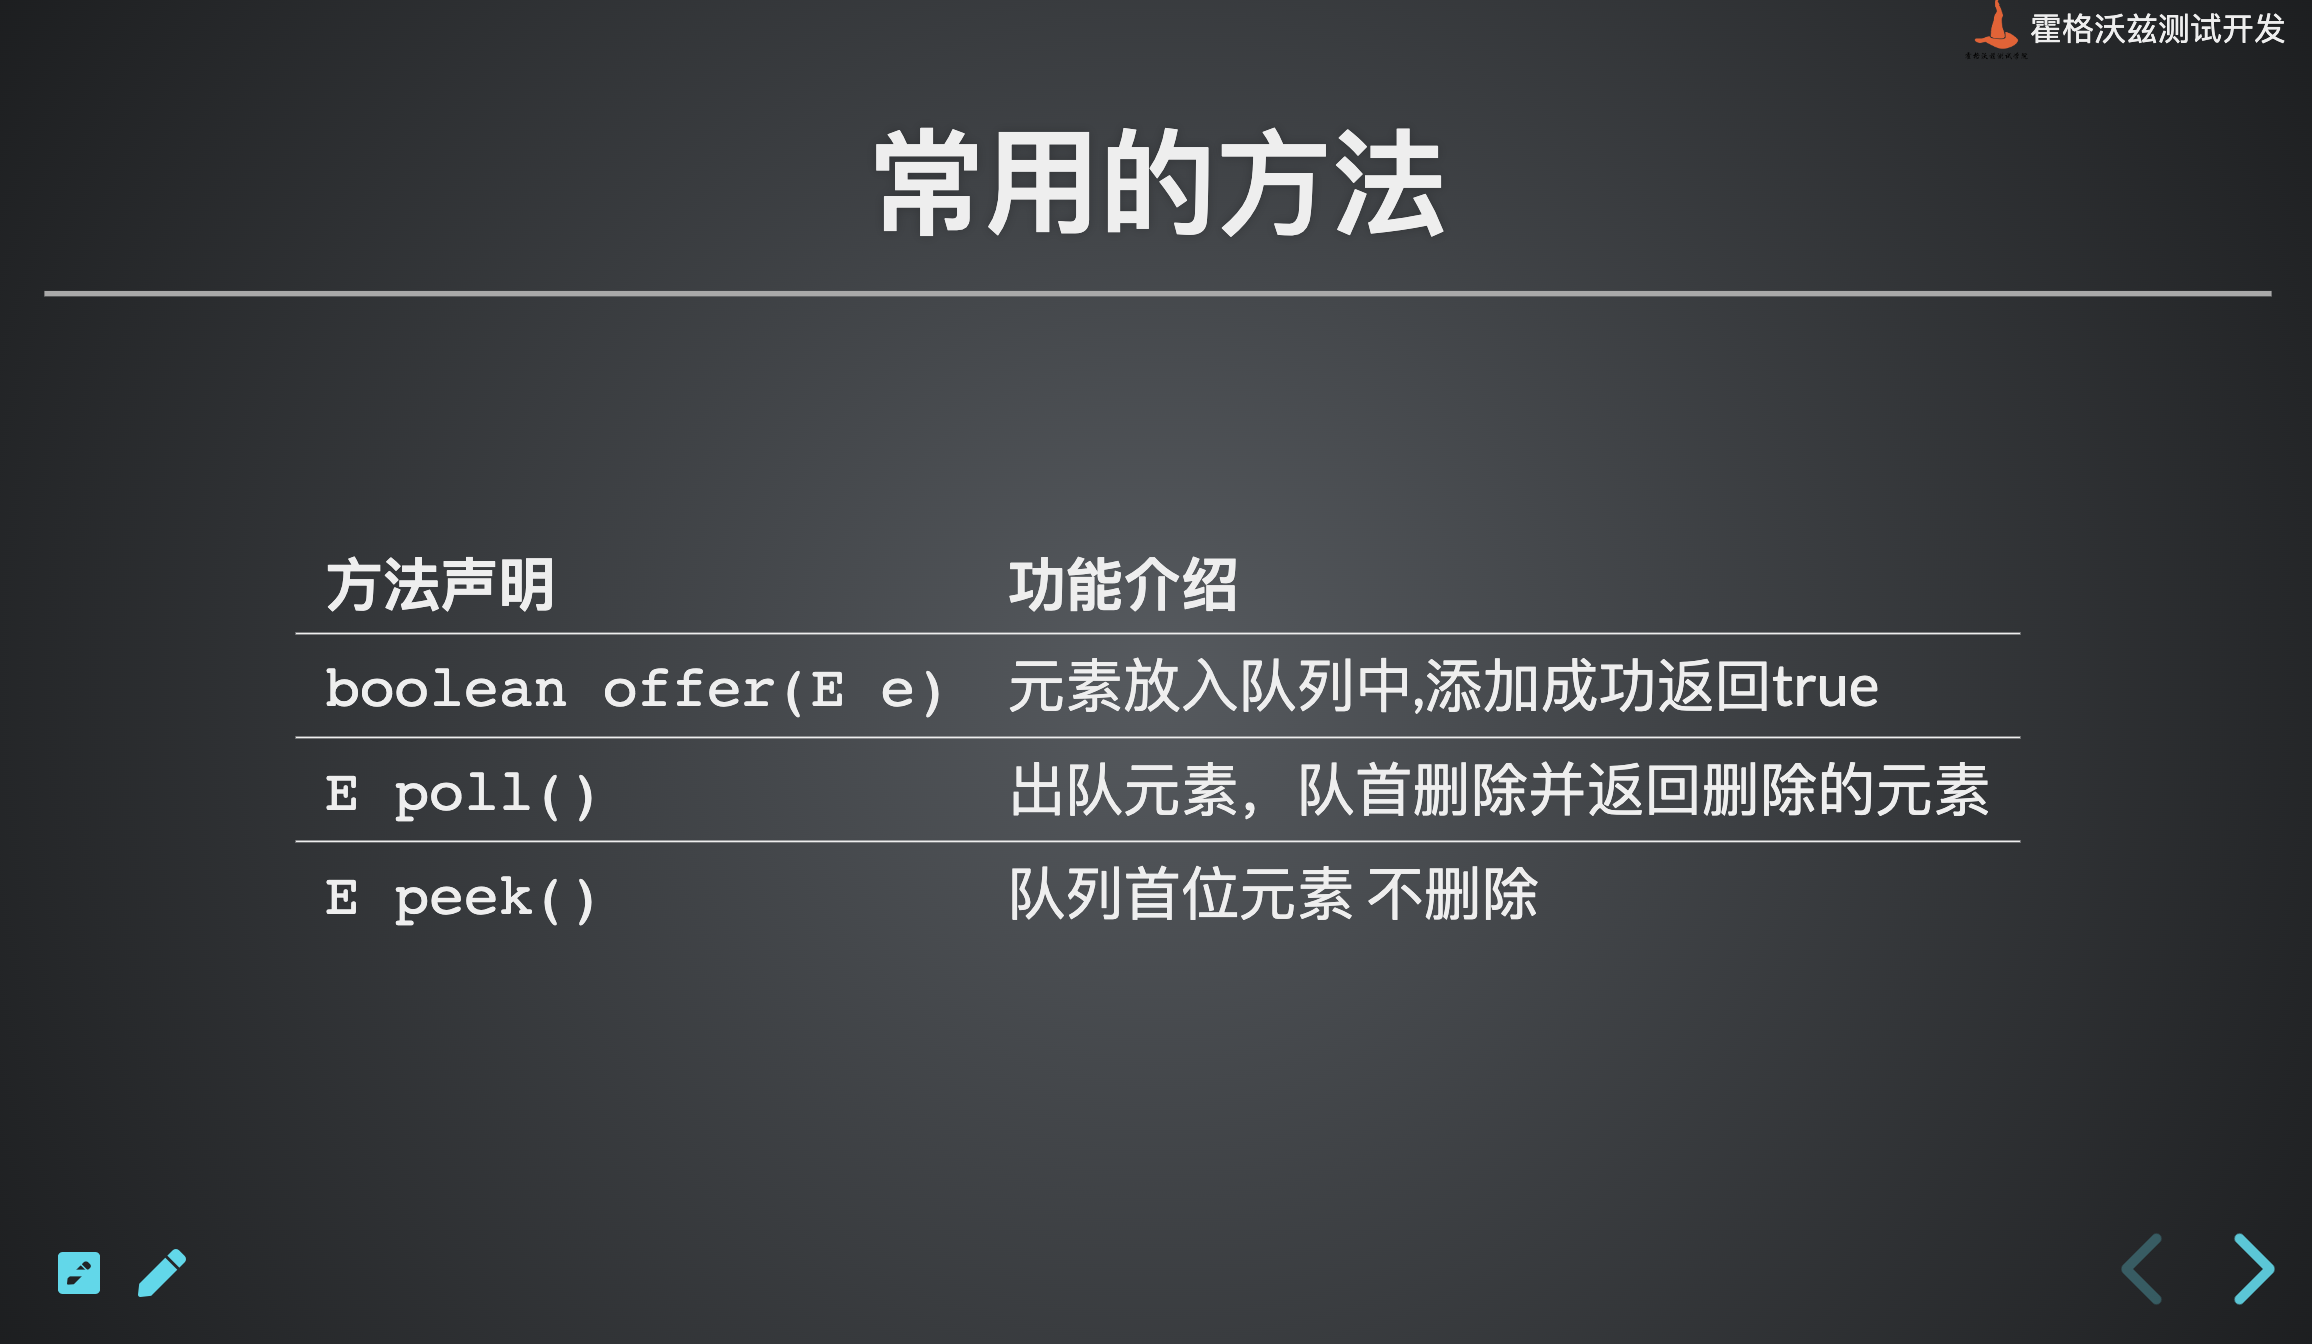 霍格沃兹测试开发
常用的方法
方法声明 功能介绍
boolean offer(E e) 元素放入队列中,添加成功返回true
E poll() 出队元素，队首删除并返回删除的元素
E peek() 队列首位元素 不删除